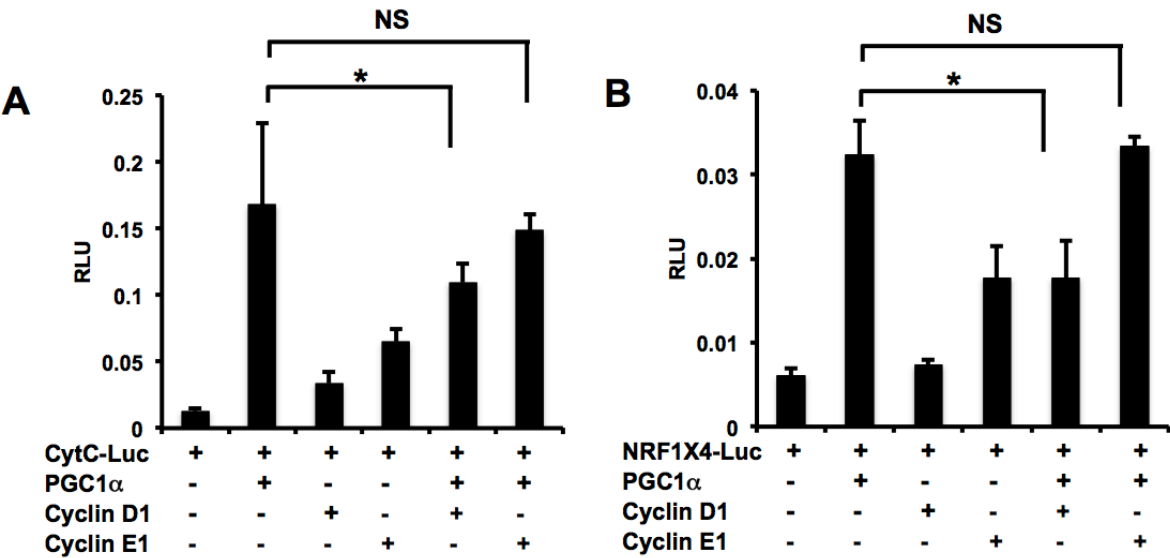 A
NS
*
0.25
0.2
0.15
0.1
0.05
0
RLU
CytC-Luc + + + + + +
PGC1α - + - - + +
Cyclin D1 - - + - + -
Cyclin E1 - - - + - +
B
NS
*
0.04
0.03
0.02
0.01
0
RLU
NRF1X4-Luc + + + + + +
PGC1α - + - - + +
Cyclin D1 - - + - + -
Cyclin E1 - - - + - +